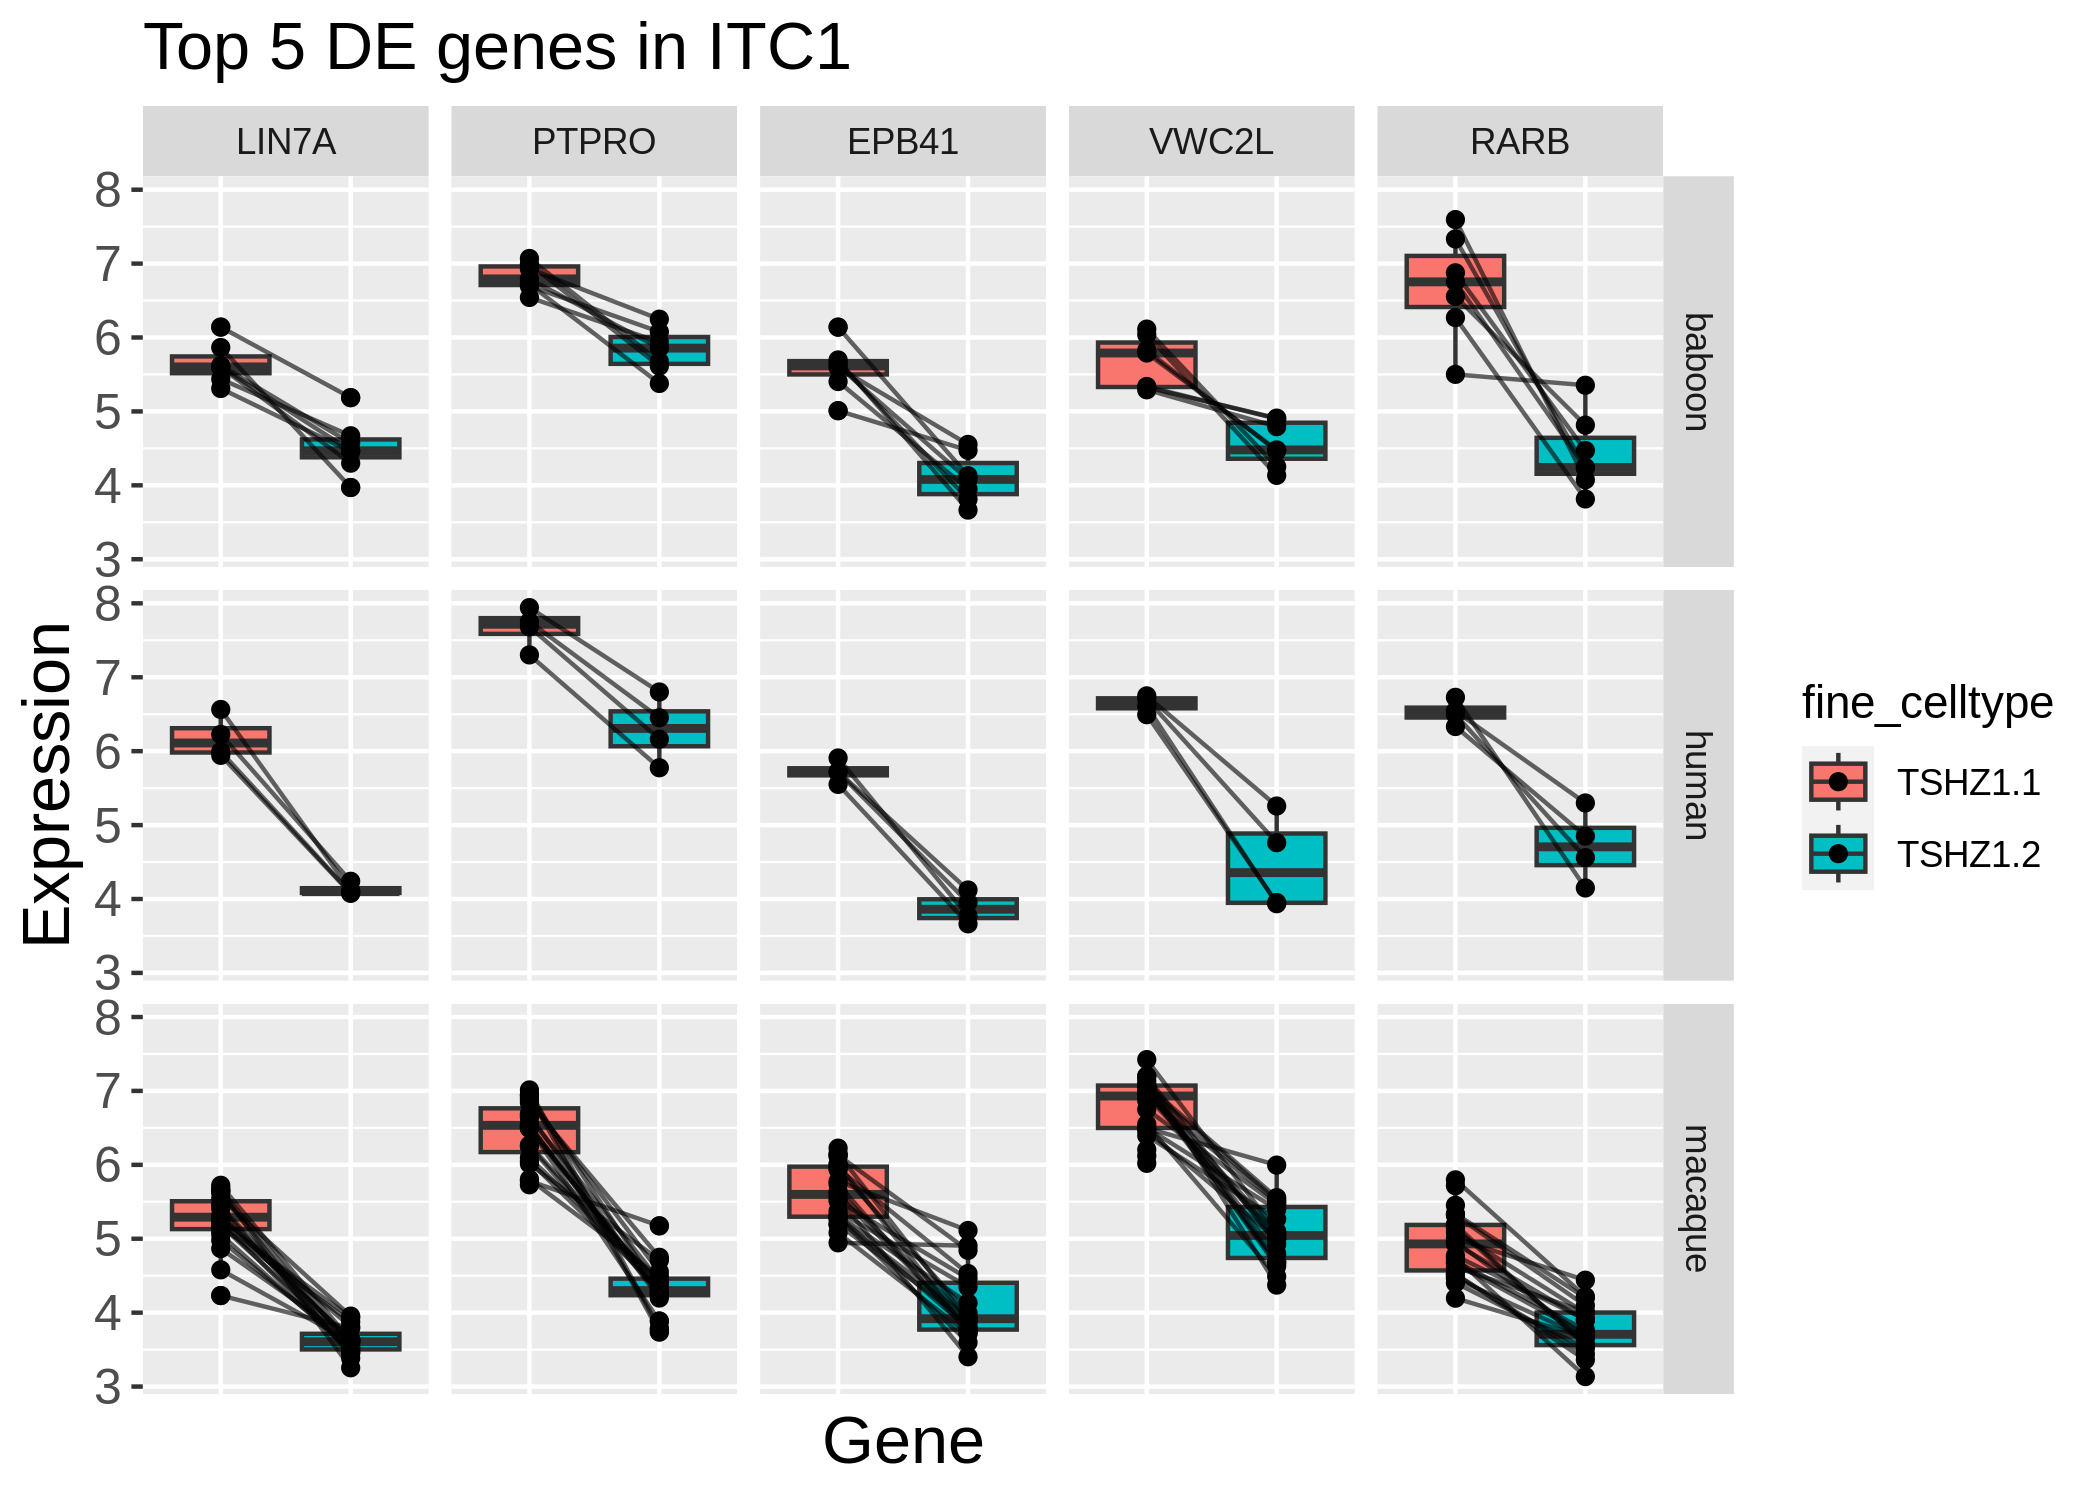 Top 5 DE genes in ITC1
LIN7A PTPRO EPB41 VWC2L RARB
8
7
6
5
4
3
baboon
8
7
6
5
4
3
human
8
7
6
5
4
3
macaque
Expression
Gene
fine_celltype
TSHZ1.1
TSHZ1.2